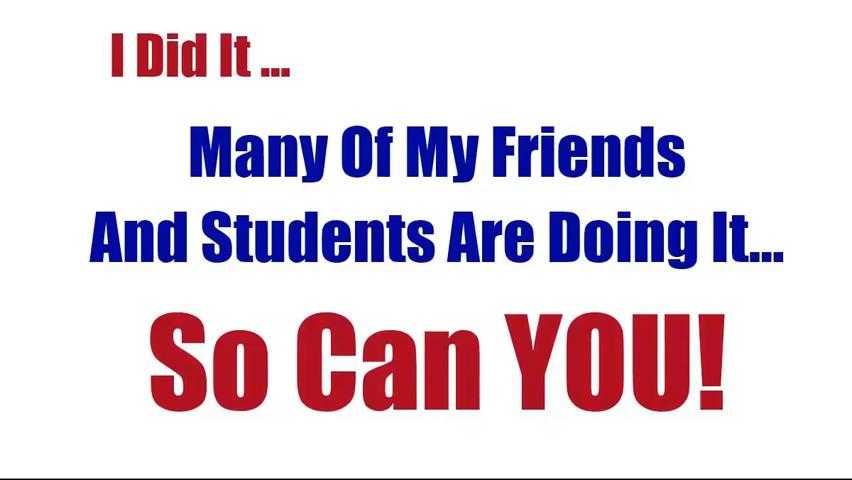 I Did It ...
Many Of My Friends
And Students Are Doing It...
So Can YOU!